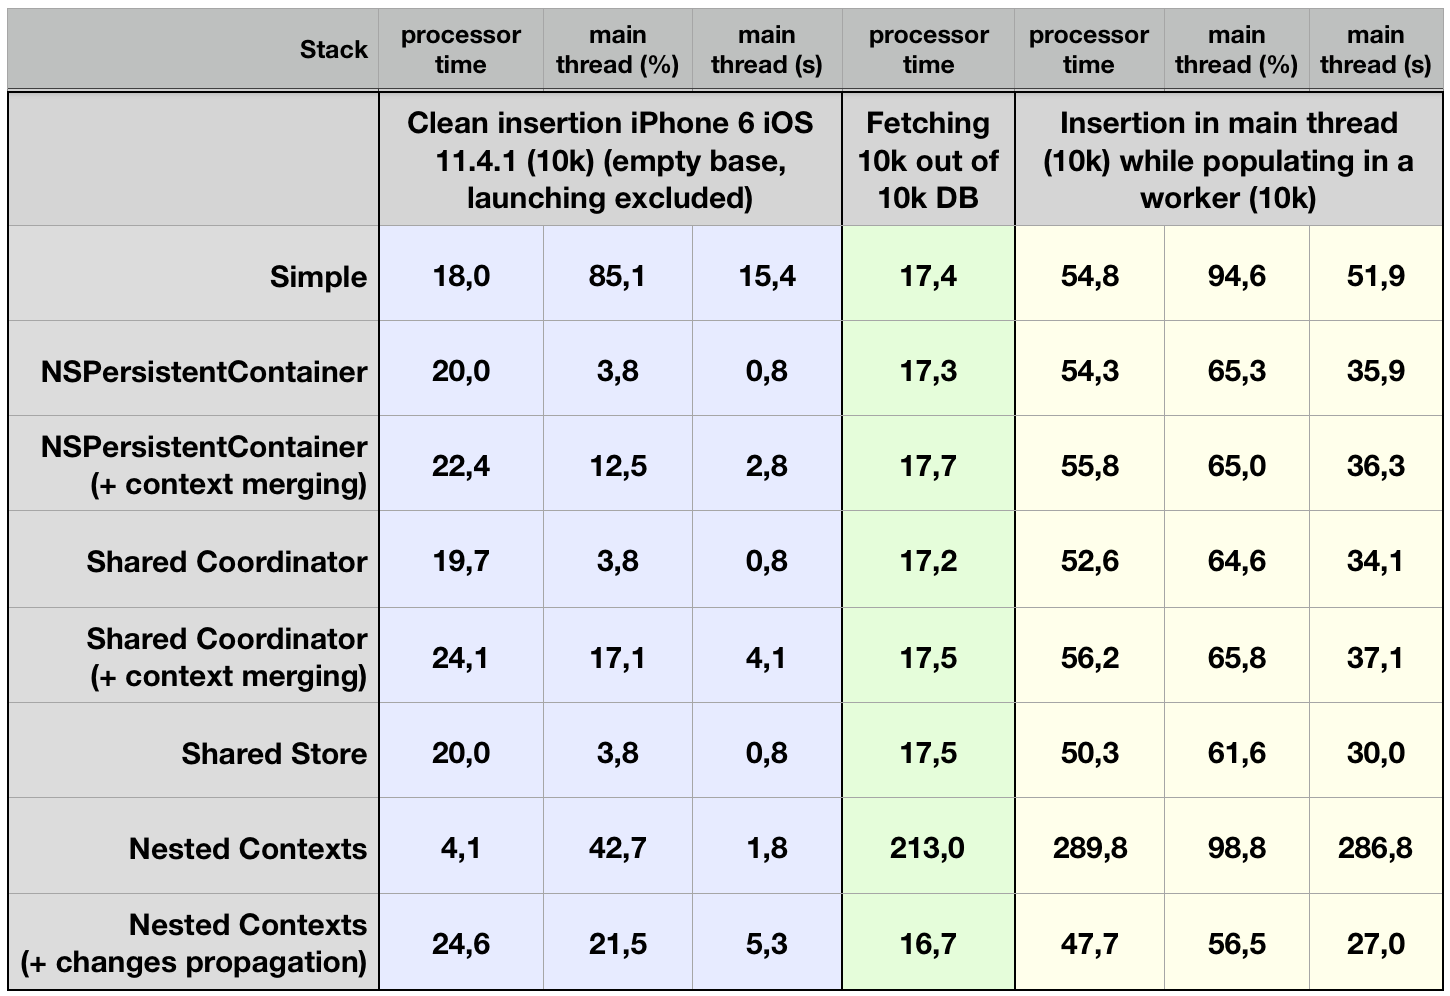 Stack processor time main thread (%) main thread (s) processor time processor time main thread (%) main thread (s)
Clean insertion iPhone 6 iOS
11.4.1 (10k) (empty base,
launching excluded)
Fetching
10k out of
10k DB
Insertion in main thread
(10k) while populating in a
worker (10k)
Simple 18,0 85,1 15,4 17,4 54,8 94,6 51,9
NSPersistentContainer 20,0 3,8 0,8 17,3 54,3 65,3 35,9
NSPersistentContainer
(+ context merging) 22,4 12,5 2,8 17,7 55,8 65,0 36,3
Shared Coordinator 19,7 3,8 0,8 17,2 52,6 64,6 34,1
Shared Coordinator
(+ context merging) 24,1 17,1 4,1 17,5 56,2 65,8 37,1
Shared Store 20,0 3,8 0,8 17,5 50,3 61,6 30,0
Nested Contexts 4,1 42,7 1,8 213,0 289,8 98,8 286,8
Nested Contexts
(+ changes propagation) 24,6 21,5 5,3 16,7 47,7 56,5 27,0